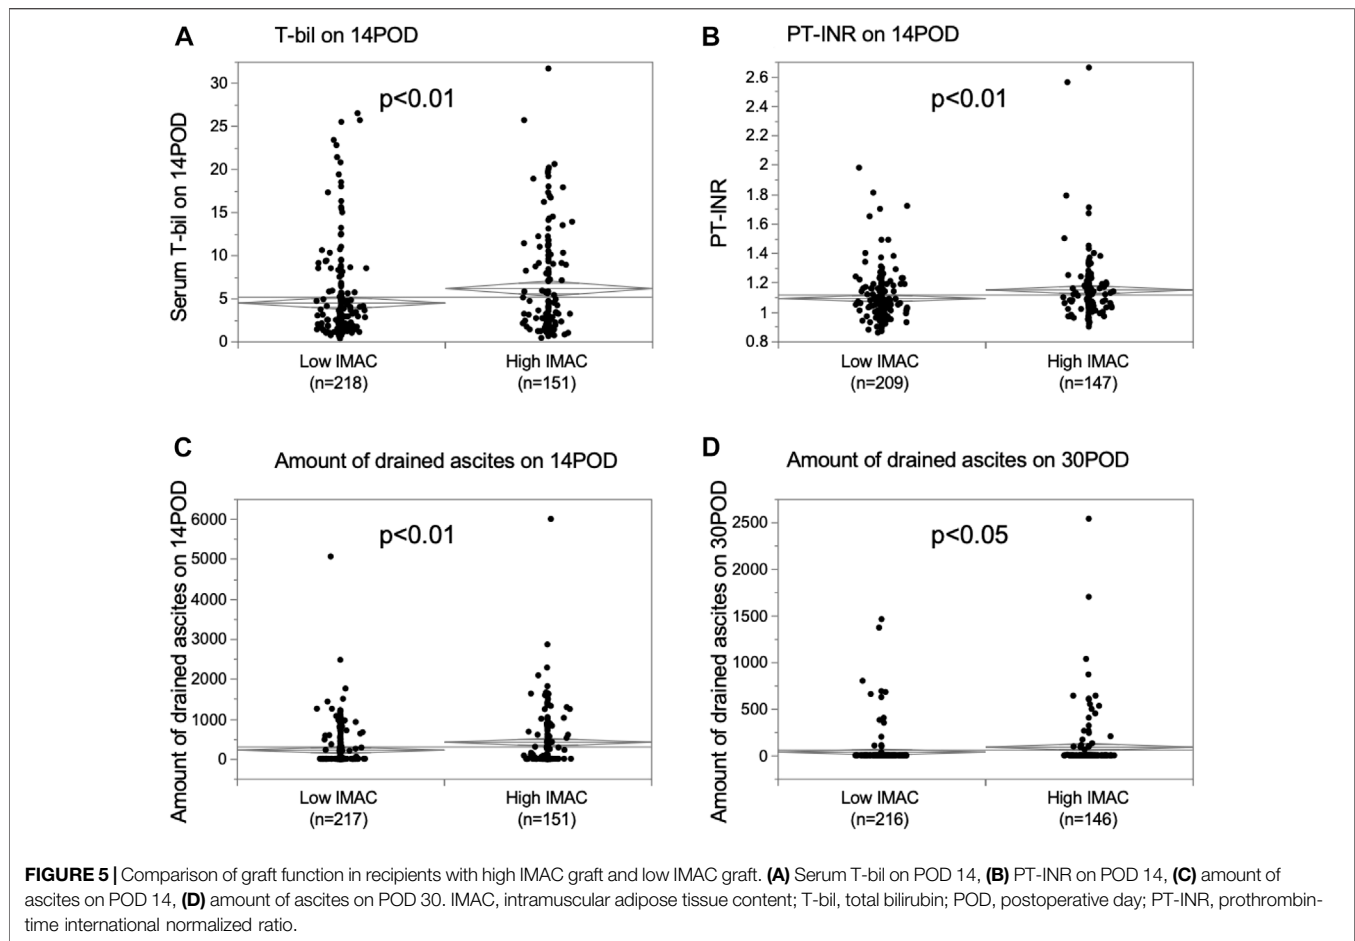 A T-bil on 14POD
Serum T-bil on 14POD
30
25
20
15
10
5
0
p<0.01
Low IMAC
(n=218)
High IMAC
(n=151)
B PT-INR on 14POD
PT-INR
2.6
2.4
2.2
2
1.8
1.6
1.4
1.2
1
0.8
p<0.01
Low IMAC
(n=209)
High IMAC
(n=147)
C Amount of drained ascites on 14POD
Amount of drained ascites on 14POD
6000
5000
4000
3000
2000
1000
0
p<0.01
Low IMAC
(n=217)
High IMAC
(n=151)
D Amount of drained ascites on 30POD
Amount of drained ascites on 30POD
2500
2000
1500
1000
500
0
p<0.05
Low IMAC
(n=216)
High IMAC
(n=146)
FIGURE 5 | Comparison of graft function in recipients with high IMAC graft and low IMAC graft. (A) Serum T-bil on POD 14, (B) PT-INR on POD 14, (C) amount of
ascites on POD 14, (D) amount of ascites on POD 30. IMAC, intramuscular adipose tissue content; T-bil, total bilirubin; POD, postoperative day; PT-INR, prothrombin-
time international normalized ratio.